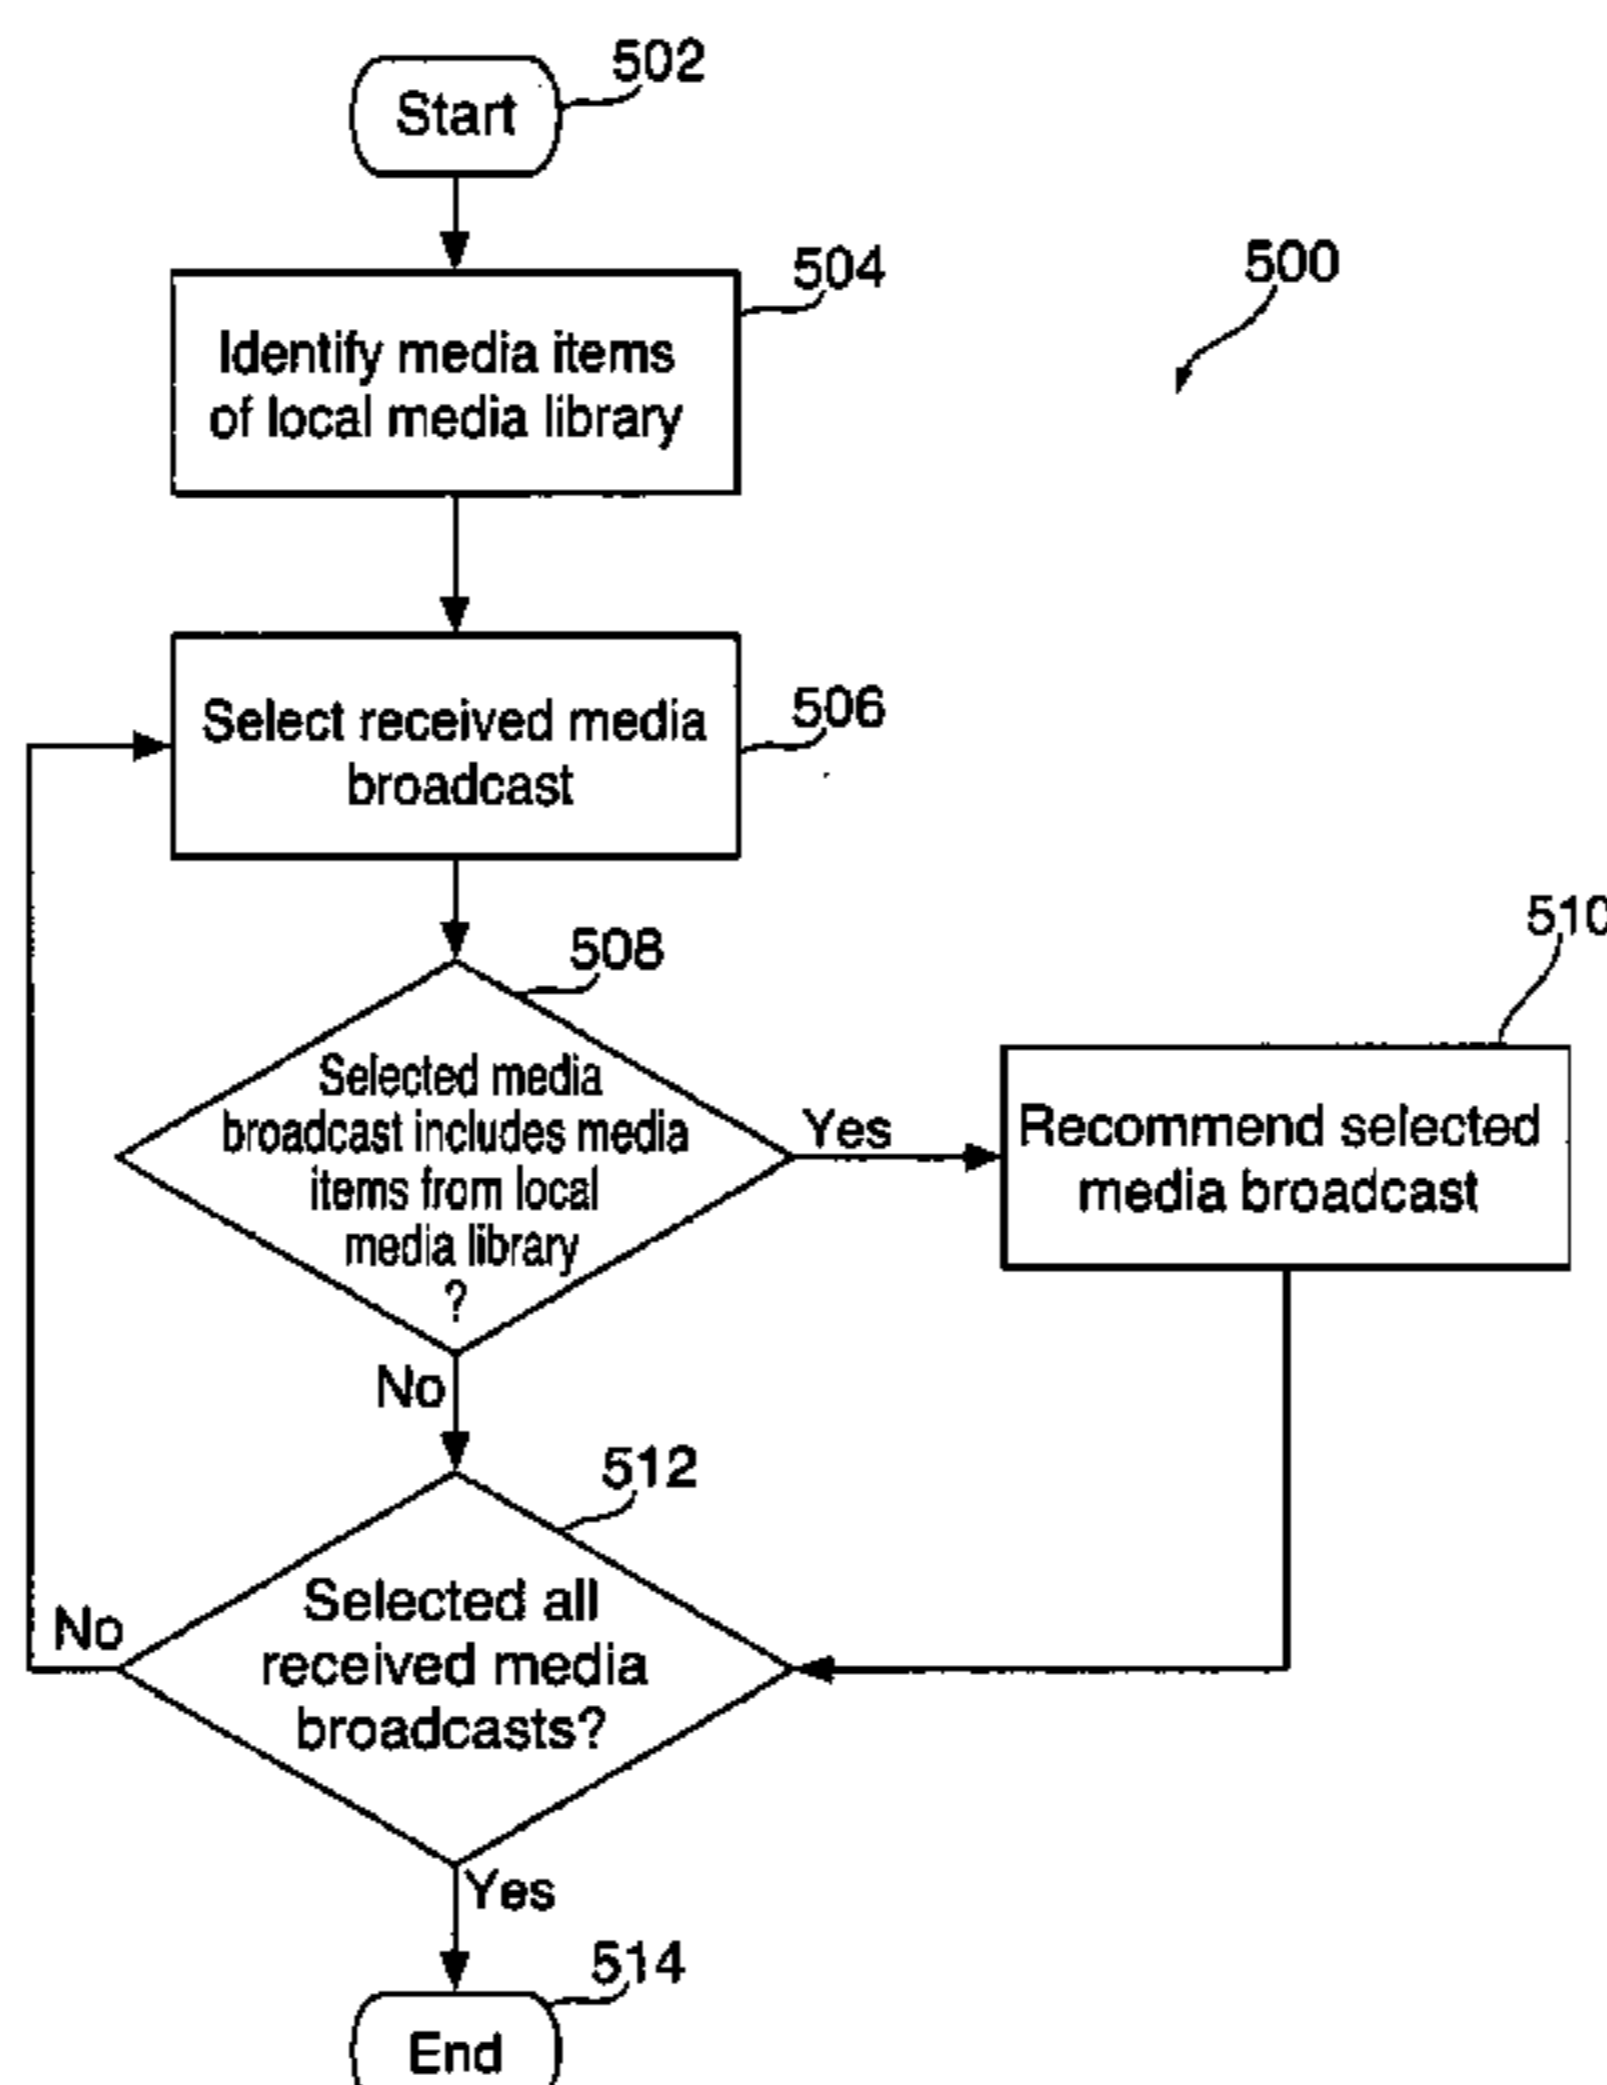 502
Start
504
500
Identify media items
of local media library
506
Select received media
broadcast
510
508
Selected media
broadcast includes media
items from local
media library
?
Yes
Recommend selected
media broadcast
No
512
Selected all
received media
broadcasts?
No
Yes
514
End